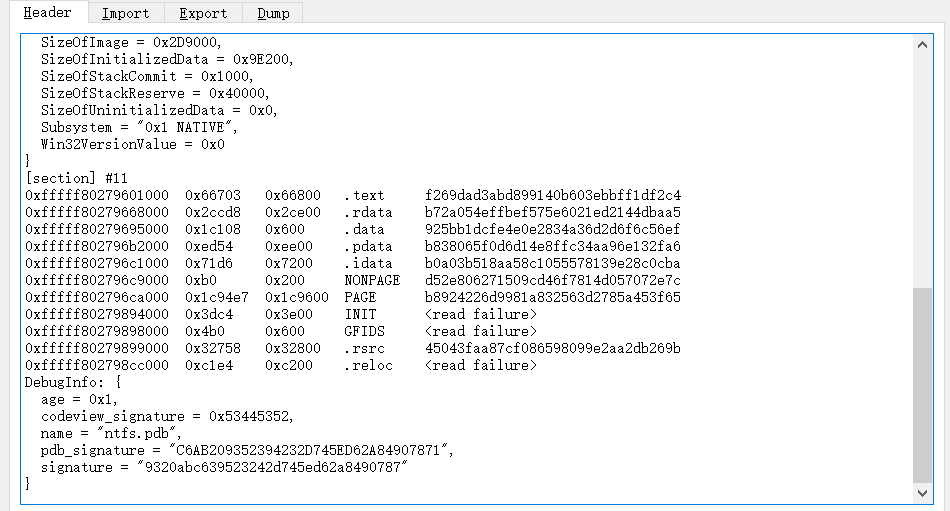 Header Import Export Dump
SizeOfImage = 0x2D9000,
SizeOfInitializedData = 0x9E200,
SizeOfStackCommit = 0x1000,
SizeOfStackReserve = 0x40000,
SizeOfUninitializedData = 0x0,
Subsystem = "0x1 NATIVE",
Win32VersionValue = 0x0
}
[section] #11
0xfffff80279601000 0x66703 0x66800 .text f269dad3abd899140b603ebbff1df2c4
0xfffff80279668000 0x2ccd8 0x2ce00 .rdata b72a054effbef575e6021ed2144dbaa5
0xfffff80279695000 0x1c108 0x600 .data 925bb1dcfe4e0e2834a36d2d6f6c56ef
0xfffff802796b2000 0xed54 0xee00 .pdata b838065f0d6d14e8ffc34aa96e132fa6
0xfffff802796c1000 0x71d6 0x7200 .idata b0a03b518aa58c1055578139e28c0cba
0xfffff802796c9000 0xb0 0x200 NONPAGE d52e806271509cd46f7814d057072e7c
0xfffff802796ca000 0x1c94e7 0x1c9600 PAGE b8924226d9981a832563d2785a453f65
0xfffff80279894000 0x3dc4 0x3e00 INIT <read failure>
0xfffff80279898000 0x4b0 0x600 GFIDS <read failure>
0xfffff80279899000 0x32758 0x32800 .rsrc 45043faa87cf086598099e2aa2db269b
0xfffff802798cc000 0xc1e4 0xc200 .reloc <read failure>
DebugInfo: {
age = 0x1,
codeview_signature = 0x53445352,
name = "ntfs.pdb",
pdb_signature = "C6AB209352394232D745ED62A84907871",
signature = "9320abc639523242d745ed62a8490787"
}